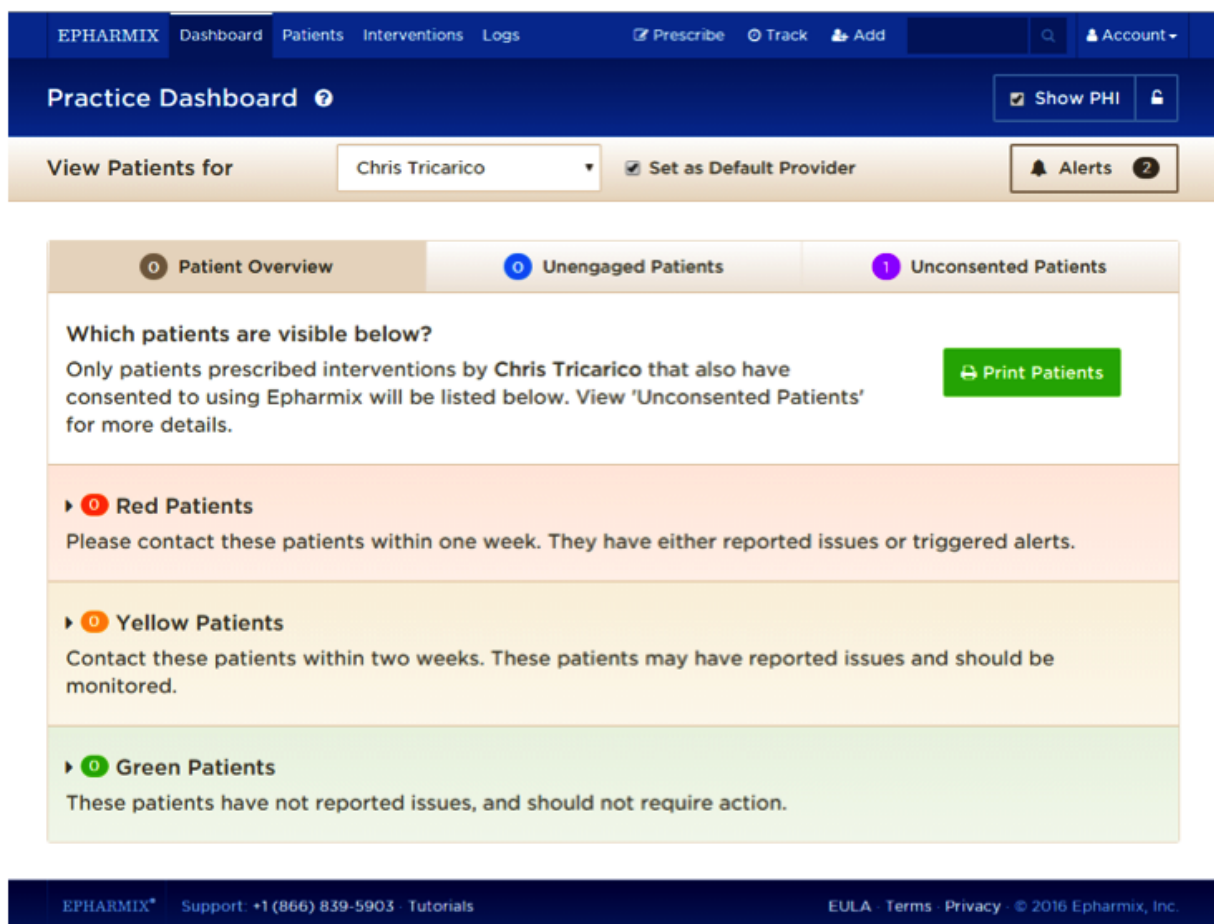 EPHARMIX Dashboard Patients Interventions Logs Prescribe Track Add Account
Practice Dashboard ? Show PHI
View Patients for Chris Tricarico Set as Default Provider Alerts 2
0 Patient Overview 0 Unengaged Patients 1 Unconsented Patients
Which patients are visible below?
Only patients prescribed interventions by Chris Tricarico that also have
consented to using Epharmix will be listed below. View 'Unconsented Patients'
for more details.
Print Patients
0 Red Patients
Please contact these patients within one week. They have either reported issues or triggered alerts.
0 Yellow Patients
Contact these patients within two weeks. These patients may have reported issues and should be
monitored.
0 Green Patients
These patients have not reported issues, and should not require action.
EPHARMIX® Support: +1 (866) 839-5903 · Tutorials EULA · Terms · Privacy · © 2016 Epharmix, Inc.